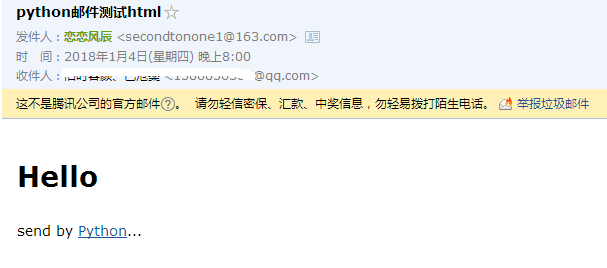 python邮件测试html
发件人：恋恋风辰 <secondtonone1@163.com>
时 间：2018年1月4日(星期四) 晚上8:00
收件人： @qq.com>
这不是腾讯公司的官方邮件?。 请勿轻信密保、汇款、中奖信息，勿轻易拨打陌生电话。 举报垃圾邮件
Hello
send by Python...